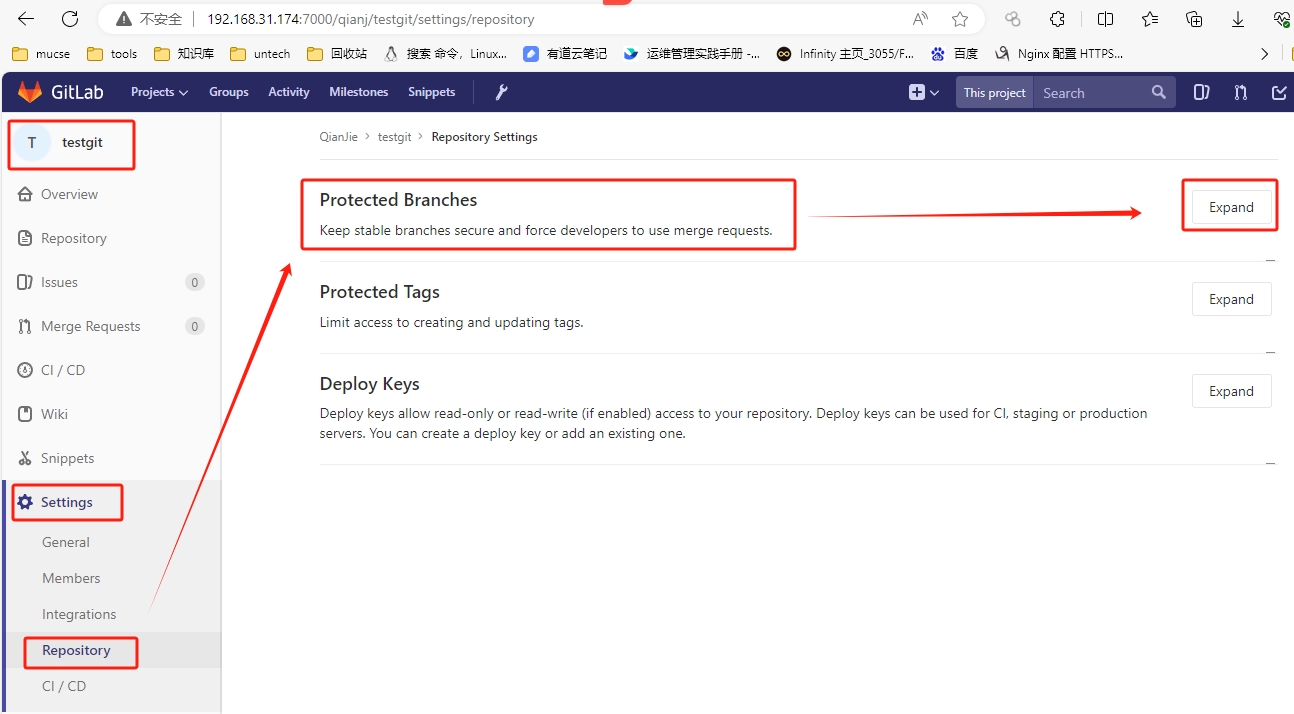 不安全 192.168.31.174:7000/qianj/testgit/settings/repository
mucse tools 知识库 untech 回收站 搜索 命令，Linux... 有道云笔记 运维管理实践手册 -... Infinity 主页_3055/F... 百度 Nginx 配置 HTTPS...
GitLab Projects Groups Activity Milestones Snippets This project Search
T testgit
Overview
Repository
Issues 0
Merge Requests 0
CI / CD
Wiki
Snippets
Settings
General
Members
Integrations
Repository
CI / CD
QianJie > testgit > Repository Settings
Protected Branches
Expand
Keep stable branches secure and force developers to use merge requests.
Protected Tags
Expand
Limit access to creating and updating tags.
Deploy Keys
Expand
Deploy keys allow read-only or read-write (if enabled) access to your repository. Deploy keys can be used for CI, staging or production
servers. You can create a deploy key or add an existing one.